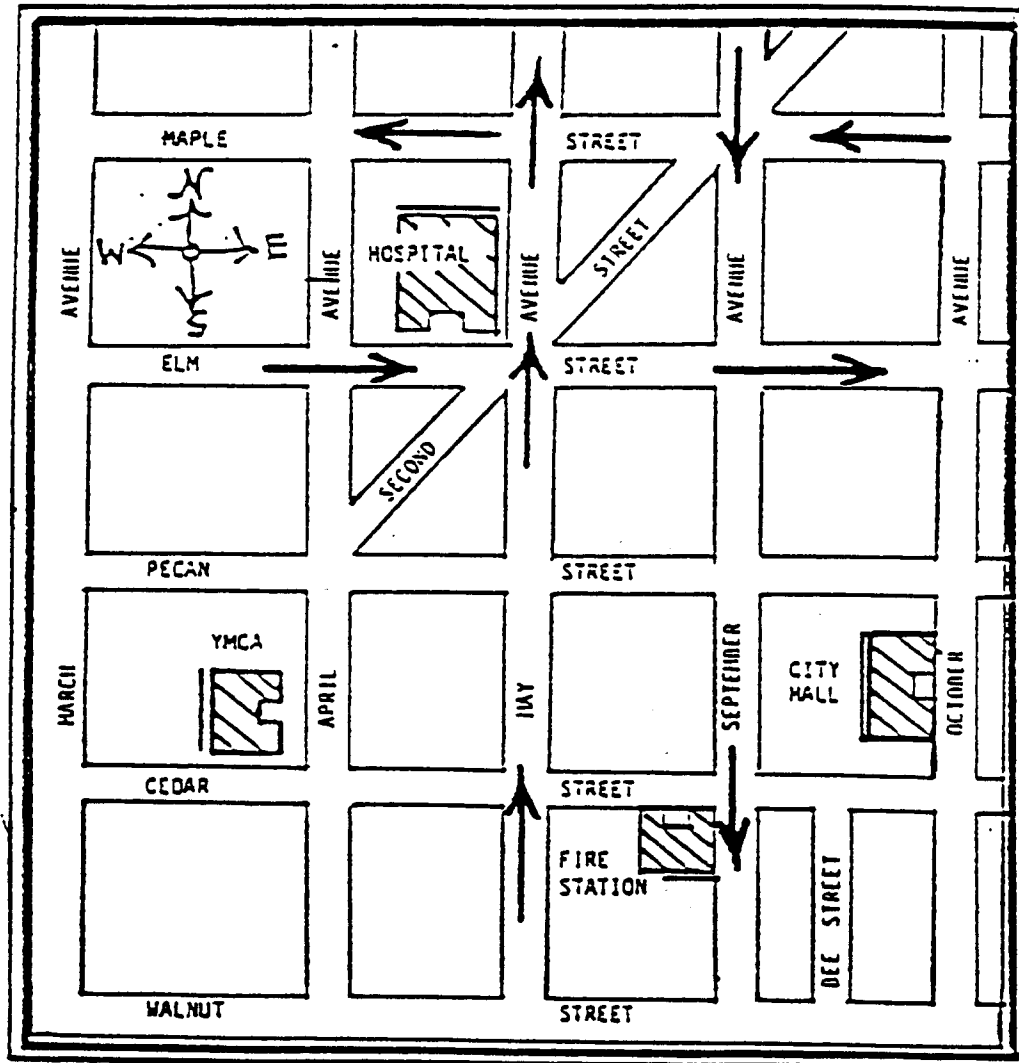 MAPLE STREET
N
W E
S
HOSPITAL
STREET
AVENUE AVENUE AVENUE AVENUE AVENUE
ELM STREET
SECOND
PECAN STREET
YMCA
MARCH APRIL MAY SEPTEMBER OCTOBER
CITY
HALL
CEDAR STREET
FIRE
STATION
DEE STREET
WALNUT STREET